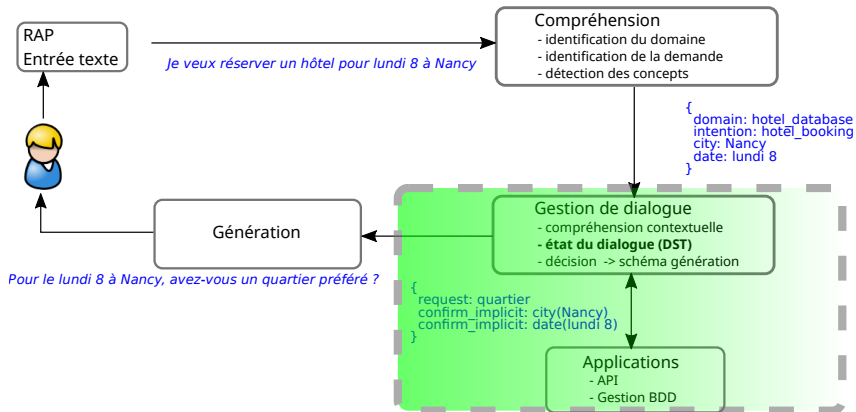 RAP
Entrée texte
Je veux réserver un hôtel pour lundi 8 à Nancy
Compréhension
- identification du domaine
- identification de la demande
- détection des concepts
{
domain: hotel_database
intention: hotel_booking
city: Nancy
date: lundi 8
}
Gestion de dialogue
- compréhension contextuelle
- état du dialogue (DST)
- décision -> schéma génération
Génération
Pour le lundi 8 à Nancy, avez-vous un quartier préféré ?
{
request: quartier
confirm_implicit: city(Nancy)
confirm_implicit: date(lundi 8)
}
Applications
- API
- Gestion BDD